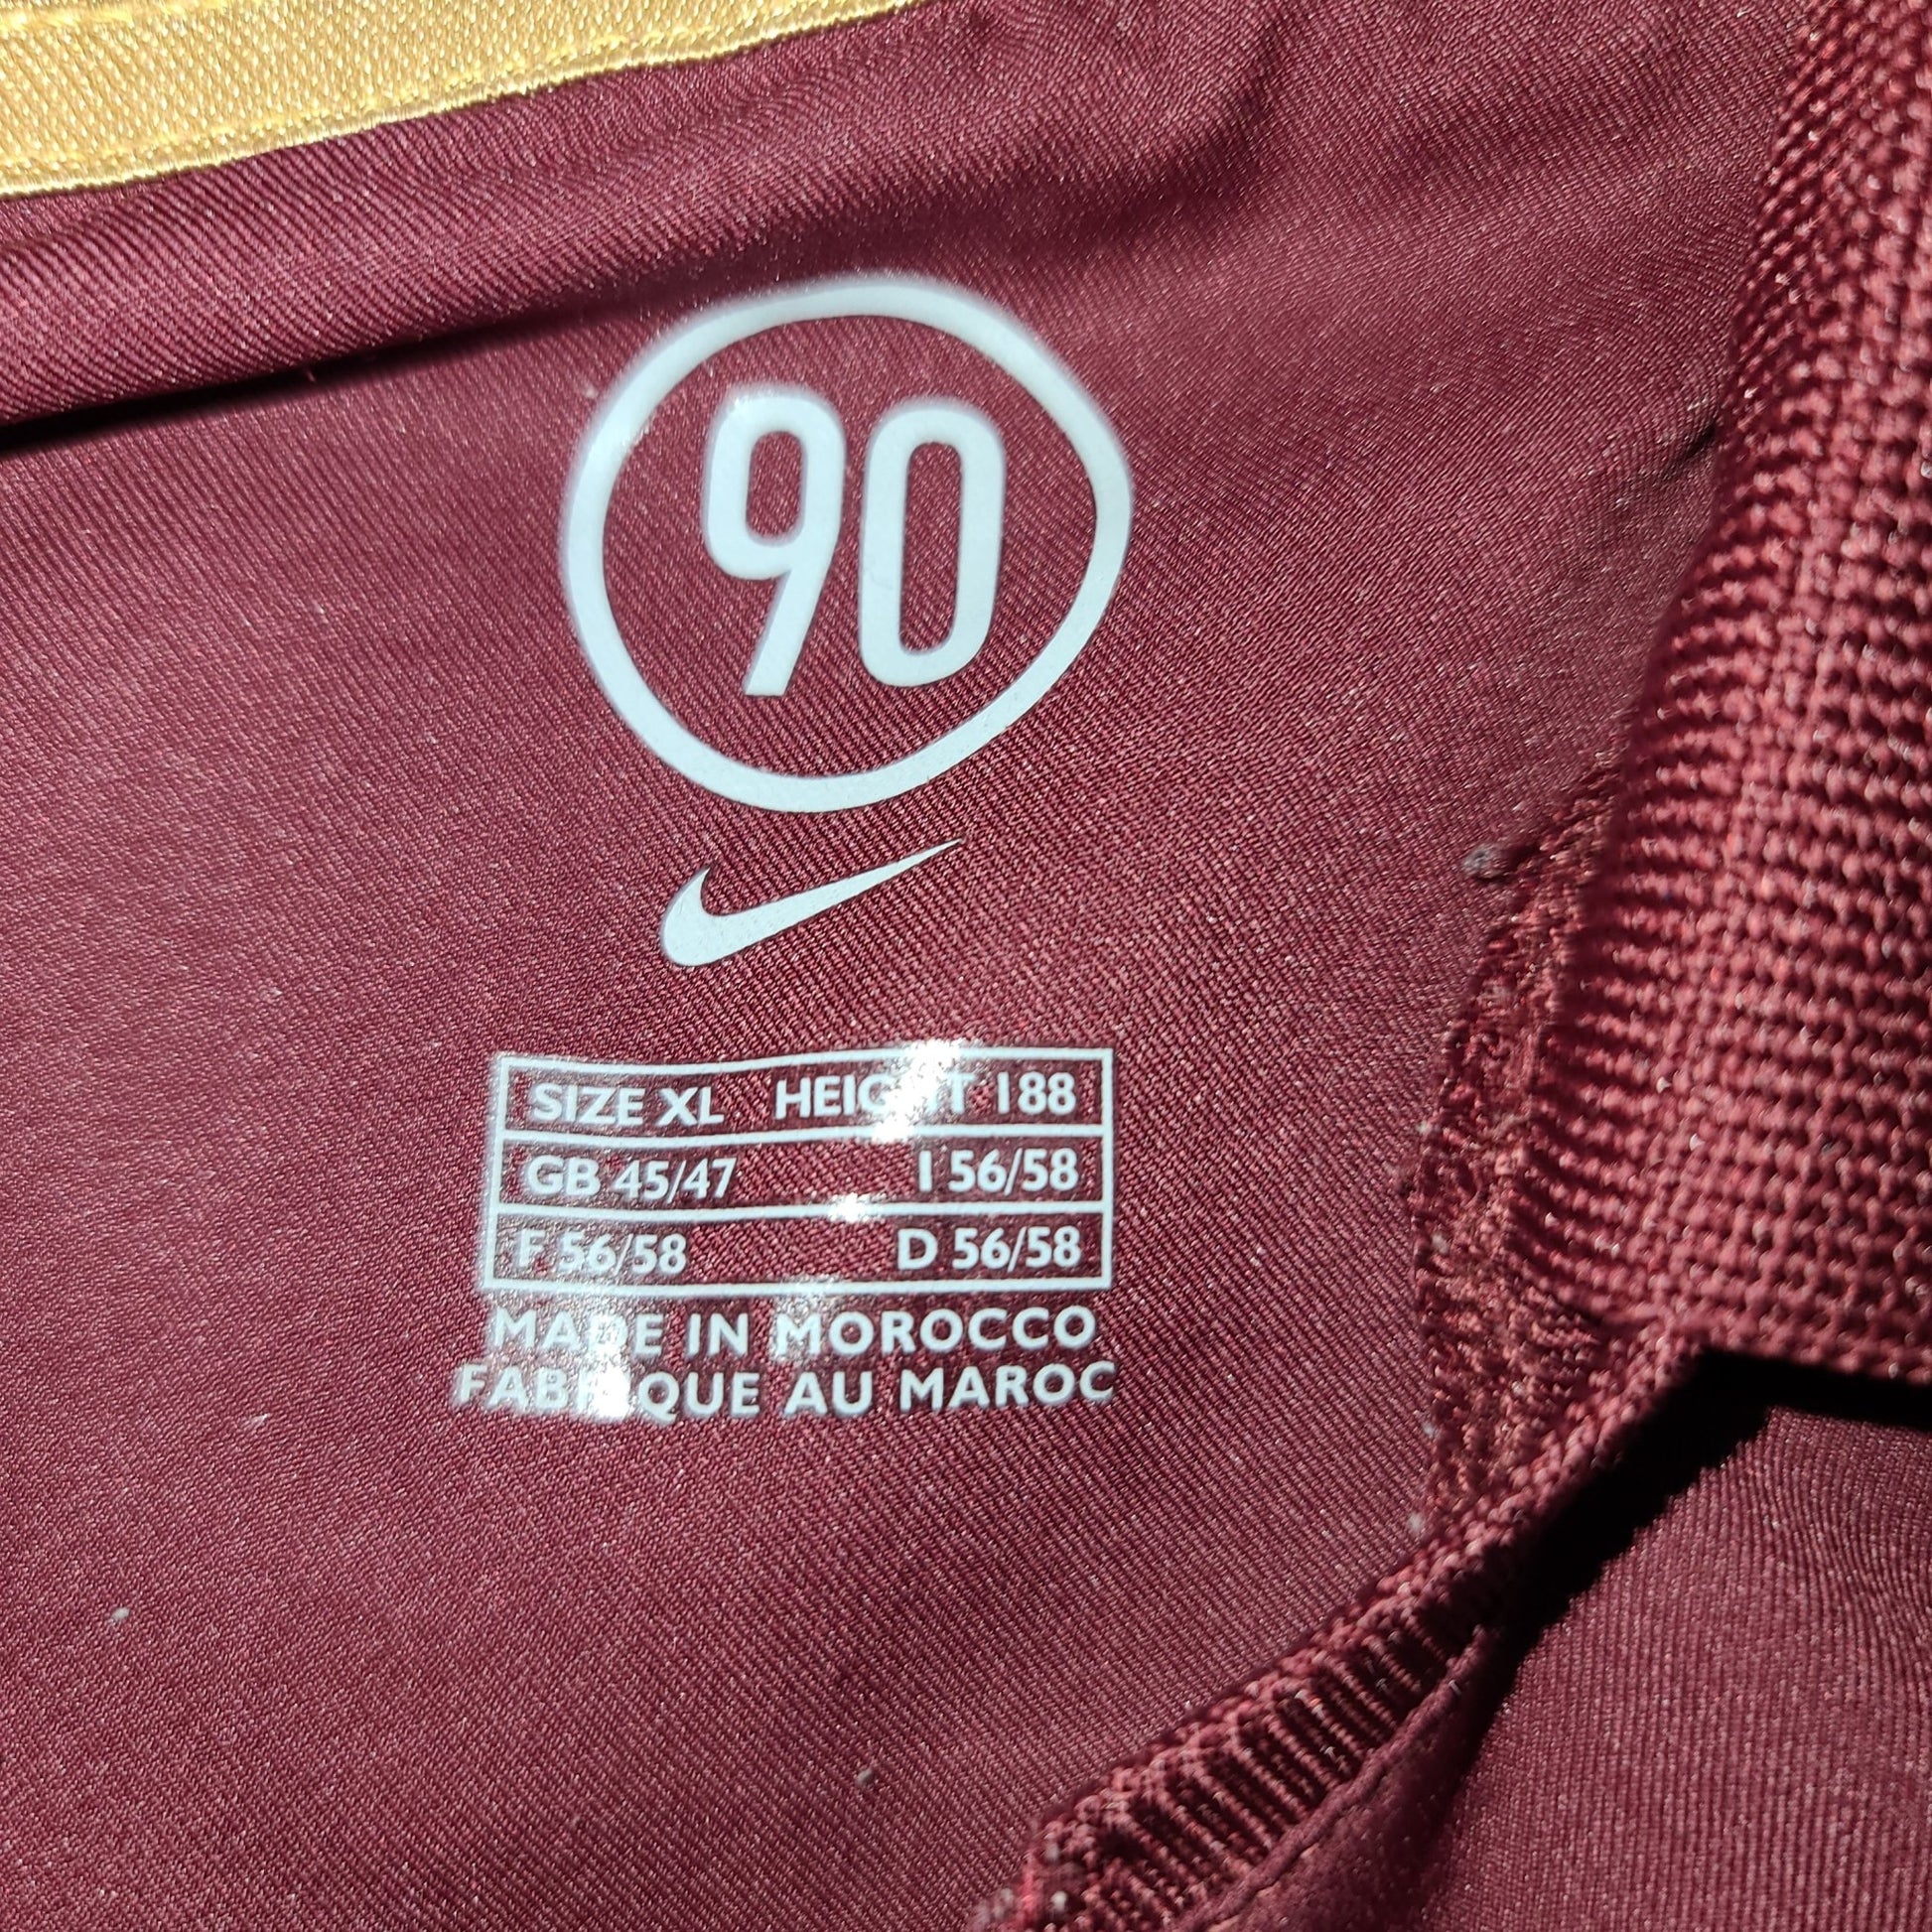 90
SIZE XL HEIGHT 188
GB 45/47 I 56/58
F 56/58 D 56/58
MADE IN MOROCCO
FABRIQUE AU MAROC